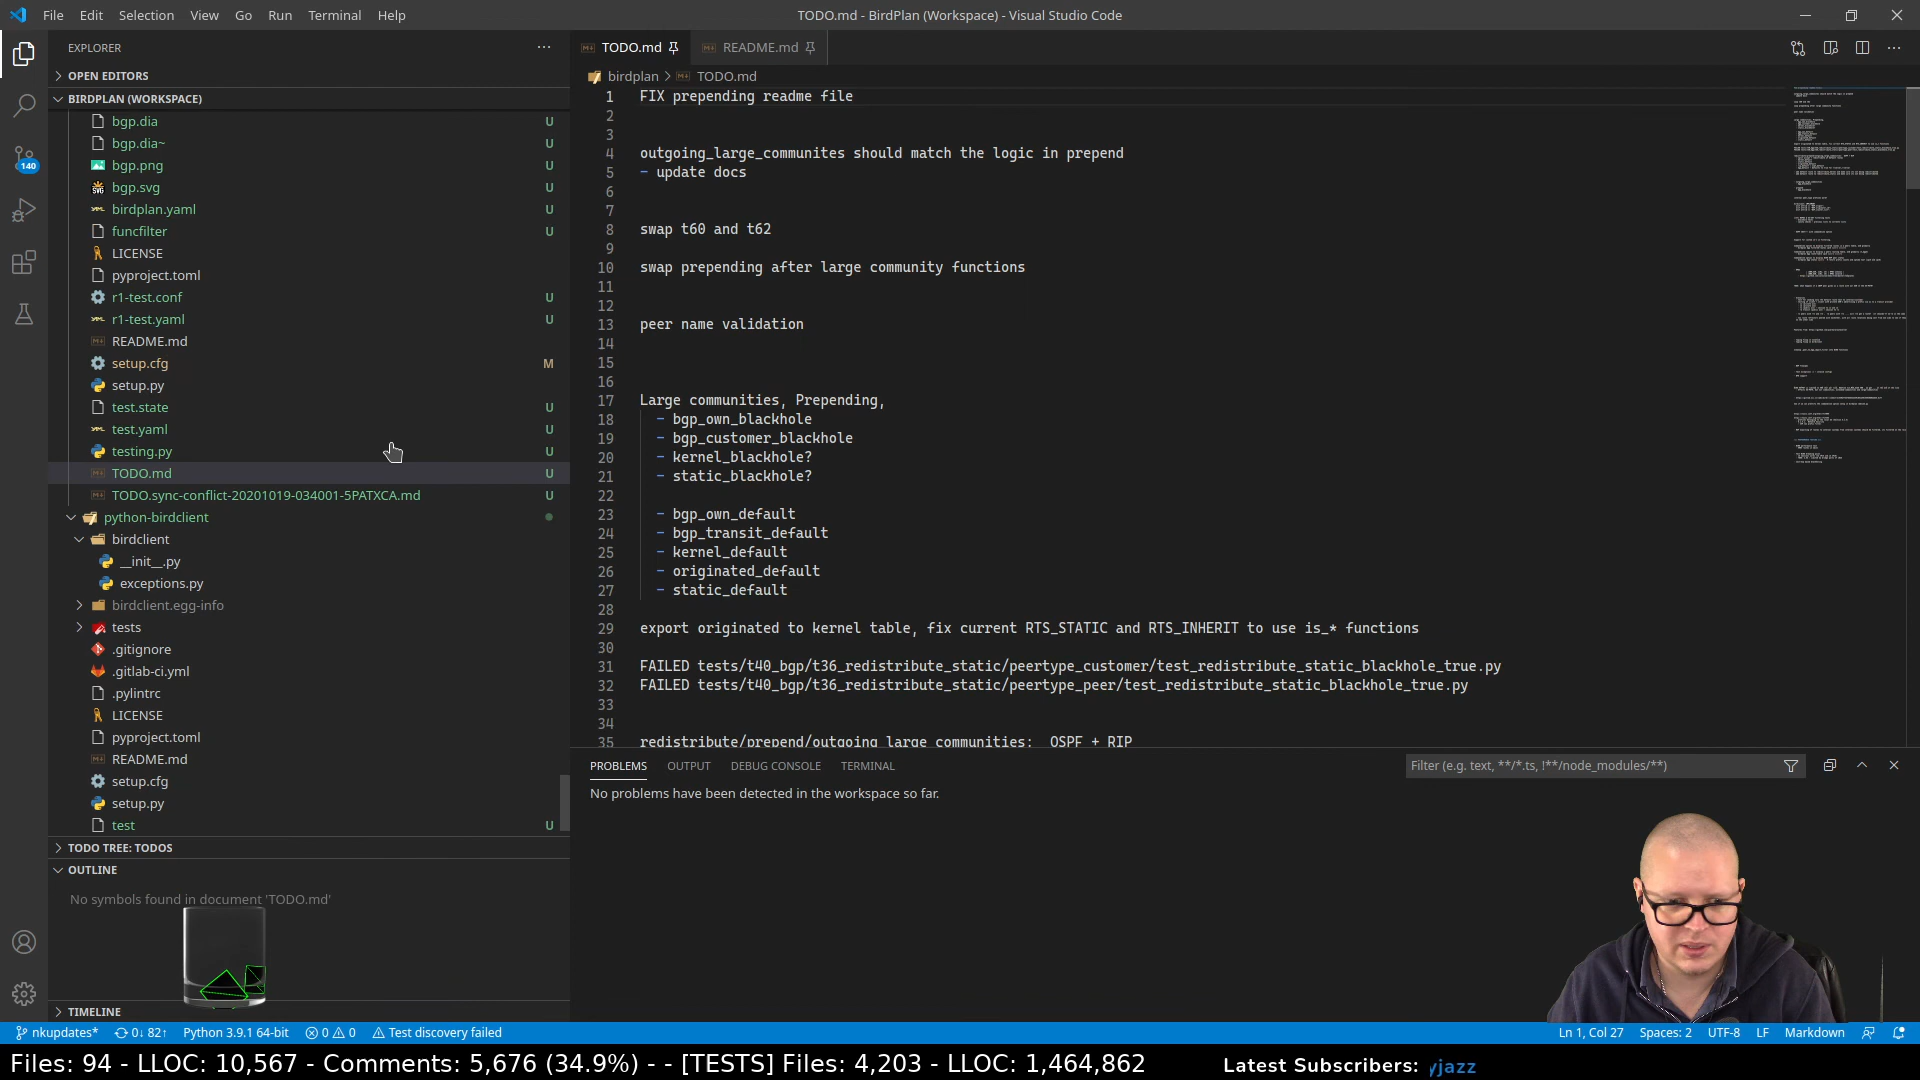 File Edit Selection View Go Run Terminal Help
TODO.md - BirdPlan (Workspace) - Visual Studio Code
EXPLORER
OPEN EDITORS
BIRDPLAN (WORKSPACE)
bgp.dia U
bgp.dia~ U
bgp.png U
bgp.svg U
birdplan.yaml U
funcfilter U
LICENSE
pyproject.toml
r1-test.conf U
r1-test.yaml U
README.md
setup.cfg M
setup.py
test.state U
test.yaml U
testing.py U
TODO.md U
TODO.sync-conflict-20201019-034001-5PATXCA.md U
python-birdclient
birdclient
__init__.py
exceptions.py
birdclient.egg-info
tests
.gitignore
.gitlab-ci.yml
.pylintrc
LICENSE
pyproject.toml
README.md
setup.cfg
setup.py
test U
TODO TREE: TODOS
OUTLINE
No symbols found in document 'TODO.md'
TIMELINE
140
TODO.md README.md
birdplan > TODO.md
1 FIX prepending readme file
2
3
4 outgoing_large_communites should match the logic in prepend
5 - update docs
6
7
8 swap t60 and t62
9
10 swap prepending after large community functions
11
12
13 peer name validation
14
15
16
17 Large communities, Prepending,
18 - bgp_own_blackhole
19 - bgp_customer_blackhole
20 - kernel_blackhole?
21 - static_blackhole?
22
23 - bgp_own_default
24 - bgp_transit_default
25 - kernel_default
26 - originated_default
27 - static_default
28
29 export originated to kernel table, fix current RTS_STATIC and RTS_INHERIT to use is_* functions
30
31 FAILED tests/t40_bgp/t36_redistribute_static/peertype_customer/test_redistribute_static_blackhole_true.py
32 FAILED tests/t40_bgp/t36_redistribute_static/peertype_peer/test_redistribute_static_blackhole_true.py
33
34
35 redistribute/prepend/outgoing large communities: OSPF + RIP
PROBLEMS OUTPUT DEBUG CONSOLE TERMINAL
Filter (e.g. text, **/*.ts, !**/node_modules/**)
No problems have been detected in the workspace so far.
nkupdates* 0↓ 82↑ Python 3.9.1 64-bit 0 0 Test discovery failed
Ln 1, Col 27 Spaces: 2 UTF-8 LF Markdown
Files: 94 - LLOC: 10,567 - Comments: 5,676 (34.9%) - - [TESTS] Files: 4,203 - LLOC: 1,464,862
Latest Subscribers: yjazz